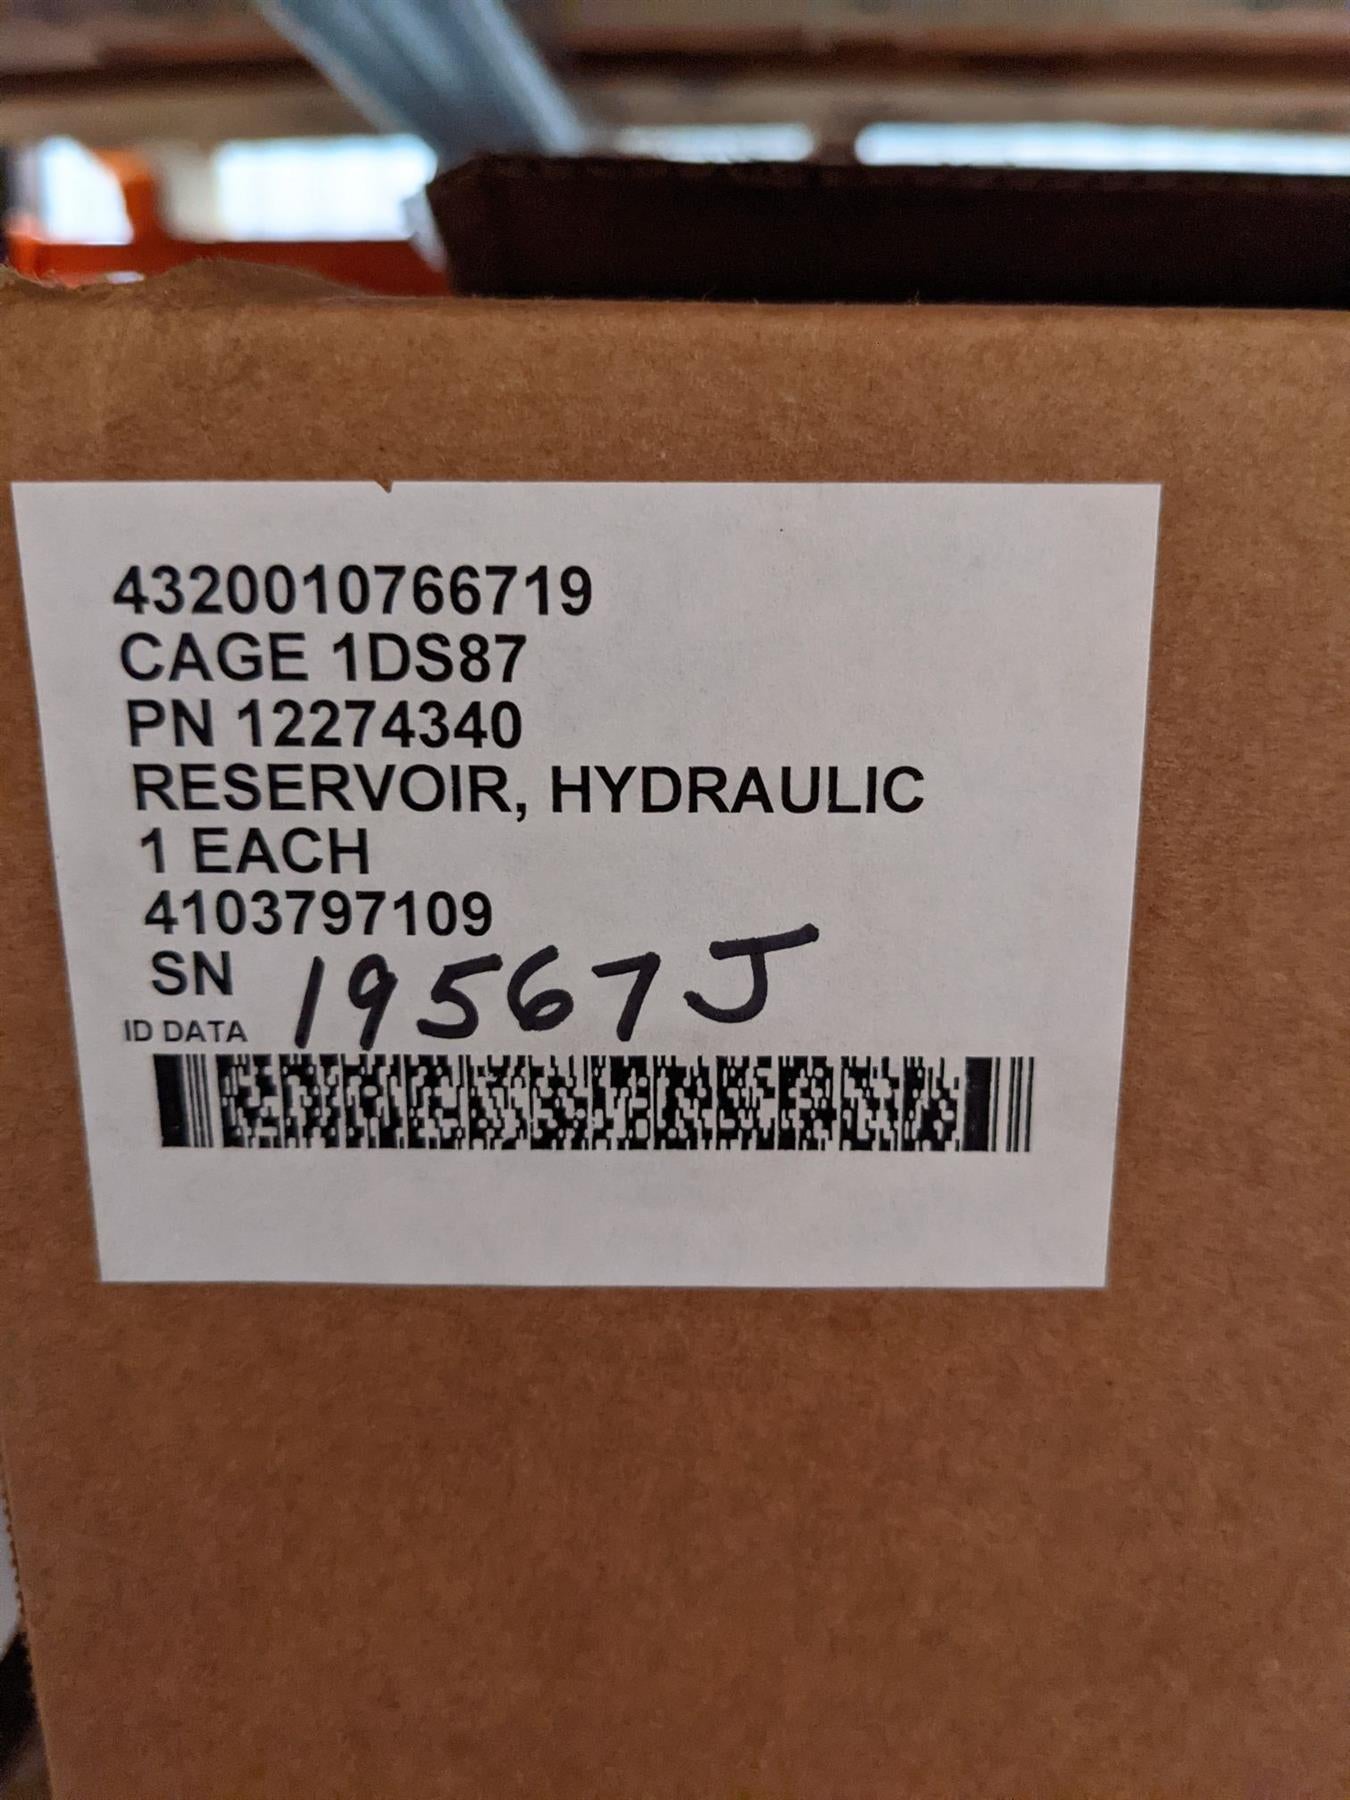 4320010766719
CAGE 1DS87
PN 12274340
RESERVOIR, HYDRAULIC
1 EACH
4103797109
SN 19567J
ID DATA